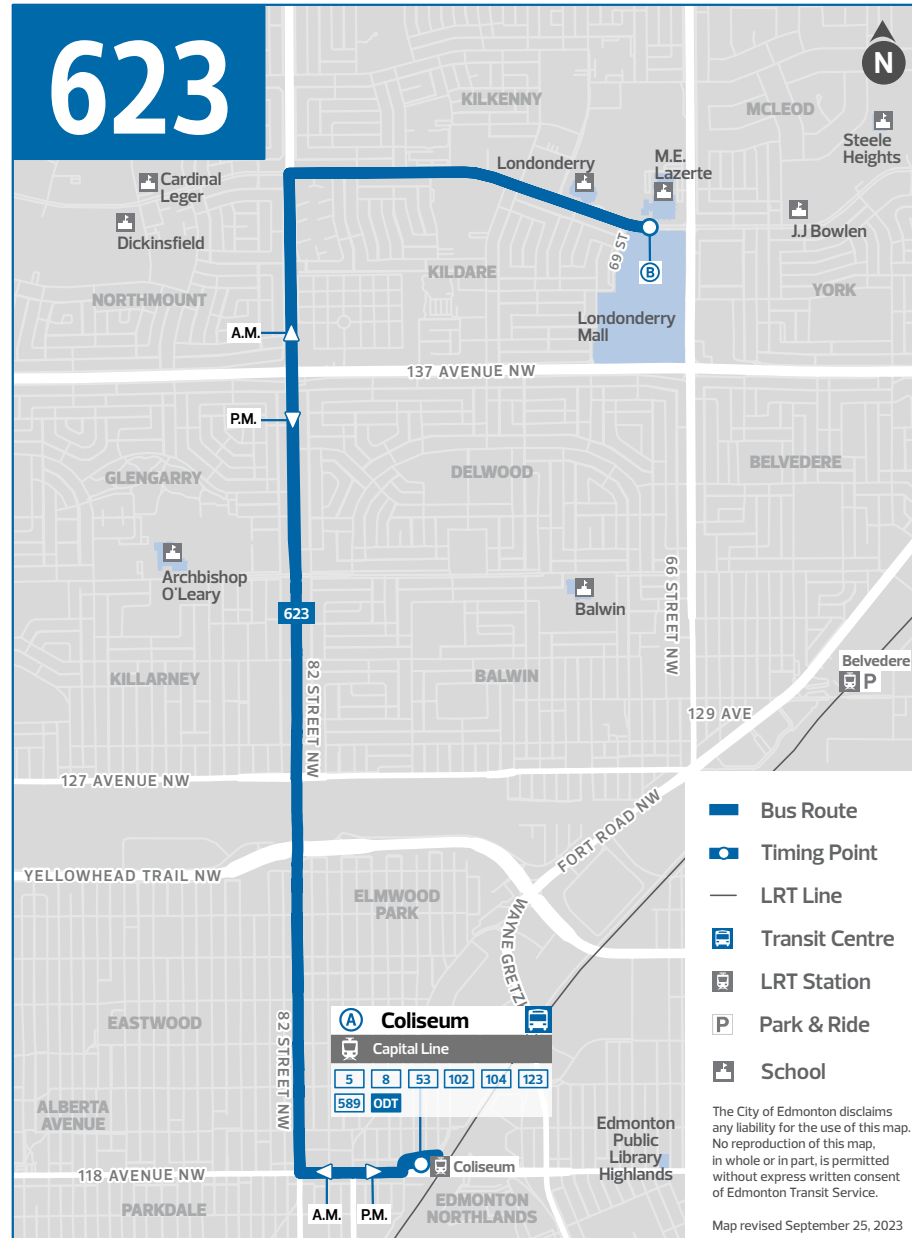 623
N
KILKENNY
MCLEOD
Steele
Heights
Londonderry
M.E.
Lazerte
Cardinal
Leger
Dickinsfield
J.J Bowlen
69 ST
B
KILDARE
YORK
NORTHMOUNT
Londonderry
Mall
A.M.
137 AVENUE NW
P.M.
GLENGARRY
DELWOOD
BELVEDERE
Archbishop
O'Leary
Balwin
66 STREET NW
623
82 STREET NW
KILLARNEY
BALWIN
Belvedere
P
129 AVE
127 AVENUE NW
FORT ROAD NW
YELLOWHEAD TRAIL NW
ELMWOOD
PARK
WAYNE GRETZ
EASTWOOD
82 STREET NW
A Coliseum
Capital Line
5 8 53 102 104 123
589 ODT
ALBERTA
AVENUE
Edmonton
Public
Library
Highlands
118 AVENUE NW
Coliseum
PARKDALE
A.M.
P.M.
EDMONTON
NORTHLANDS
Bus Route
Timing Point
LRT Line
Transit Centre
LRT Station
P Park & Ride
School
The City of Edmonton disclaims
any liability for the use of this map.
No reproduction of this map,
in whole or in part, is permitted
without express written consent
of Edmonton Transit Service.
Map revised September 25, 2023